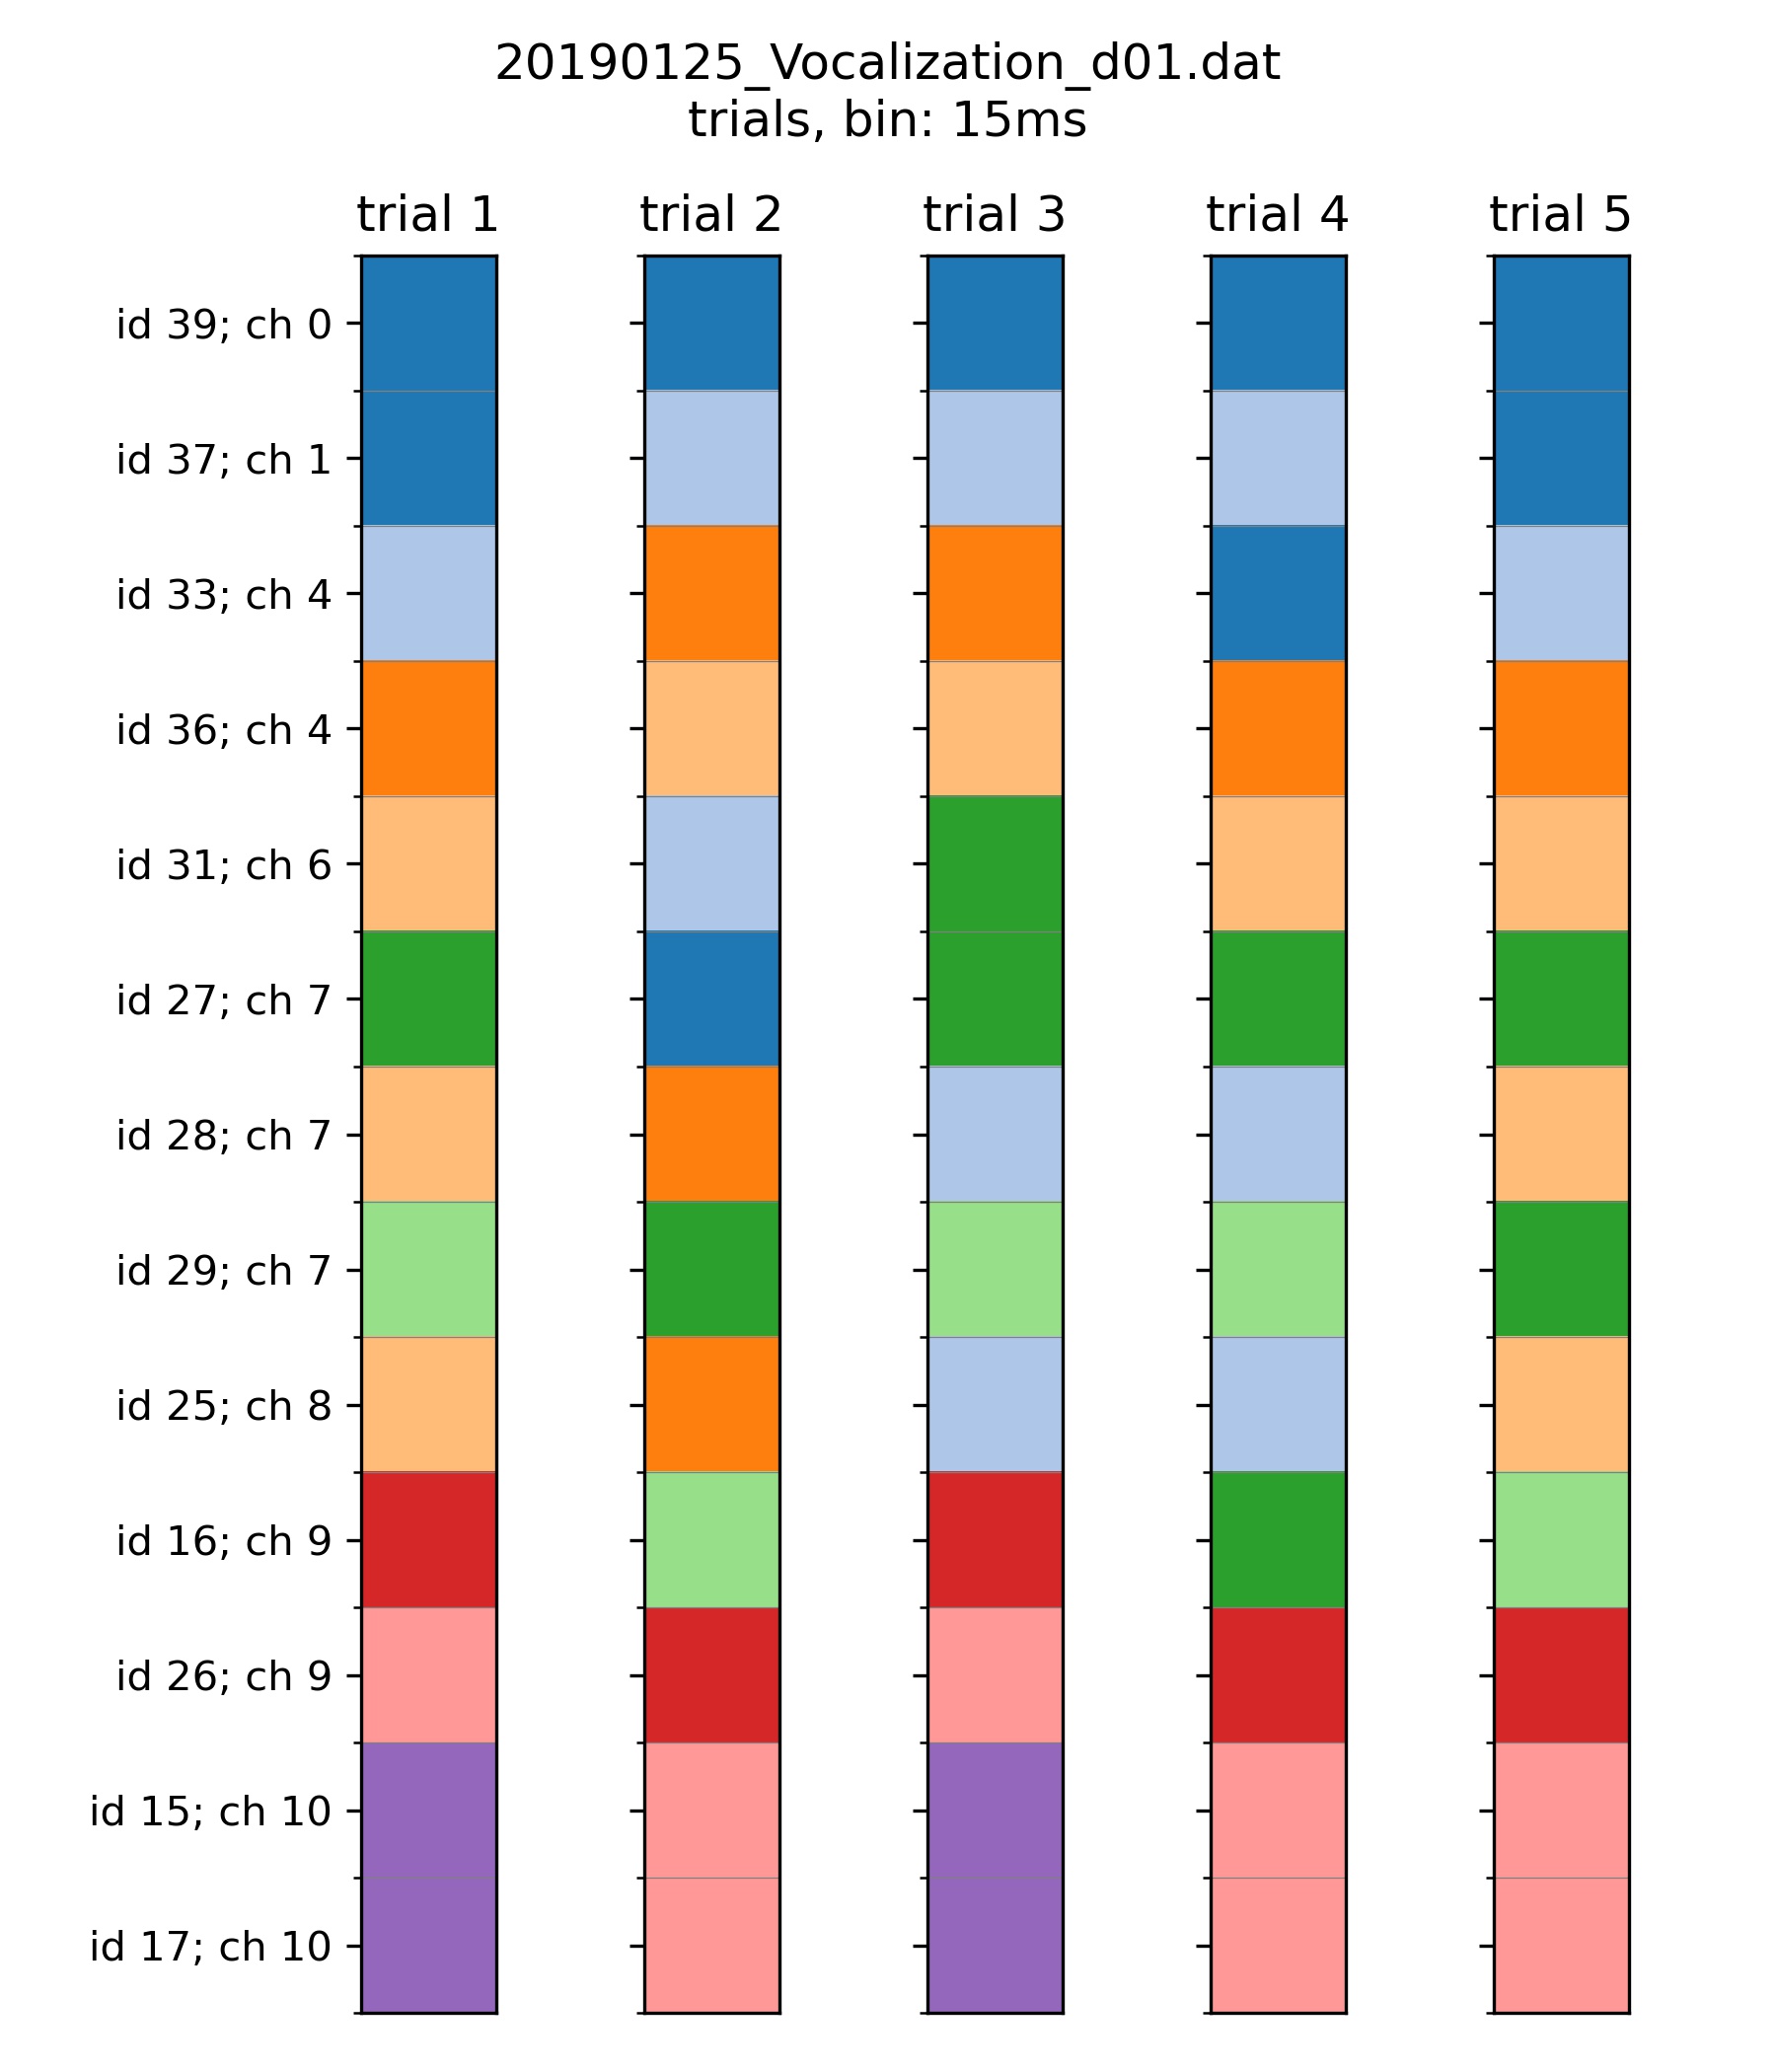 20190125_Vocalization_d01.dat
trials, bin: 15ms
trial 1 trial 2 trial 3 trial 4 trial 5
id 39; ch 0
id 37; ch 1
id 33; ch 4
id 36; ch 4
id 31; ch 6
id 27; ch 7
id 28; ch 7
id 29; ch 7
id 25; ch 8
id 16; ch 9
id 26; ch 9
id 15; ch 10
id 17; ch 10